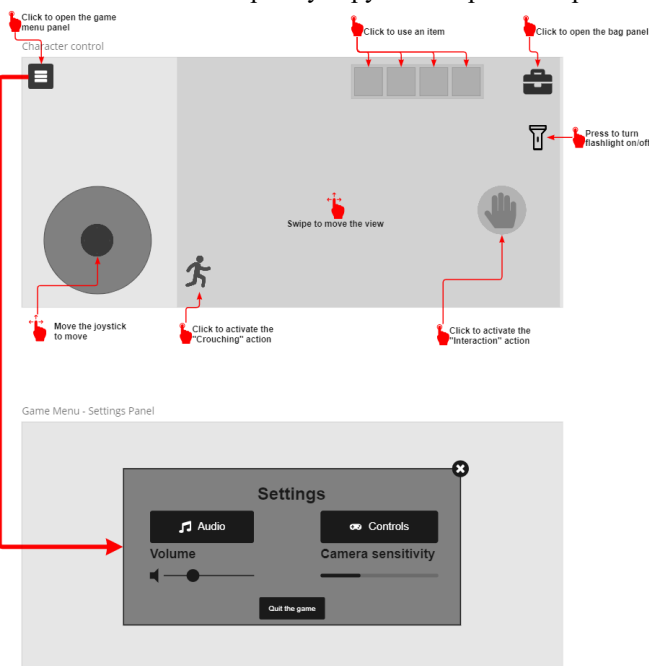 Click to open the game
menu panel
Click to use an item
Click to open the bag panel
Character control
Press to turn
flashlight on/off
Swipe to move the view
Move the joystick
to move
Click to activate the
"Crouching" action
Click to activate the
"Interaction" action
Game Menu - Settings Panel
Settings
Audio
Controls
Volume
Camera sensitivity
Quit the game